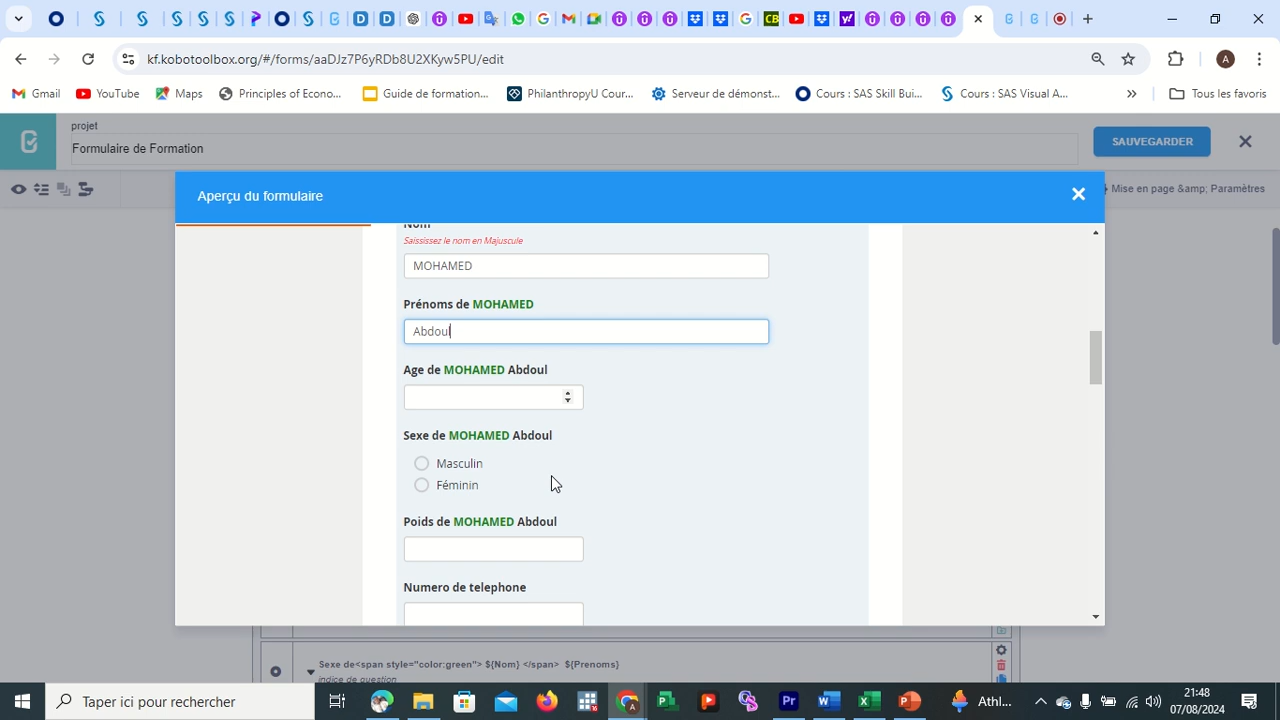 kf.kobotoolbox.org/#/forms/aaDJz7P6yRDb8U2XKyw5PU/edit
A
Gmail
YouTube
Maps
Principles of Econo...
Guide de formation...
PhilanthropyU Cour...
Serveur de démonst...
Cours : SAS Skill Bui...
Cours : SAS Visual A...
»
Tous les favoris
projet
Formulaire de Formation
SAUVEGARDER
Mise en page &amp; Paramètres
Aperçu du formulaire
Nom
Saississez le nom en Majuscule
MOHAMED
Prénoms de MOHAMED
Abdoul
Age de MOHAMED Abdoul
Sexe de MOHAMED Abdoul
Masculin
Féminin
Poids de MOHAMED Abdoul
Numero de telephone
Sexe de<span style="color:green"> ${Nom} </span> ${Prenoms}
indice de question
Taper ici pour rechercher
Athl...
21:48
07/08/2024